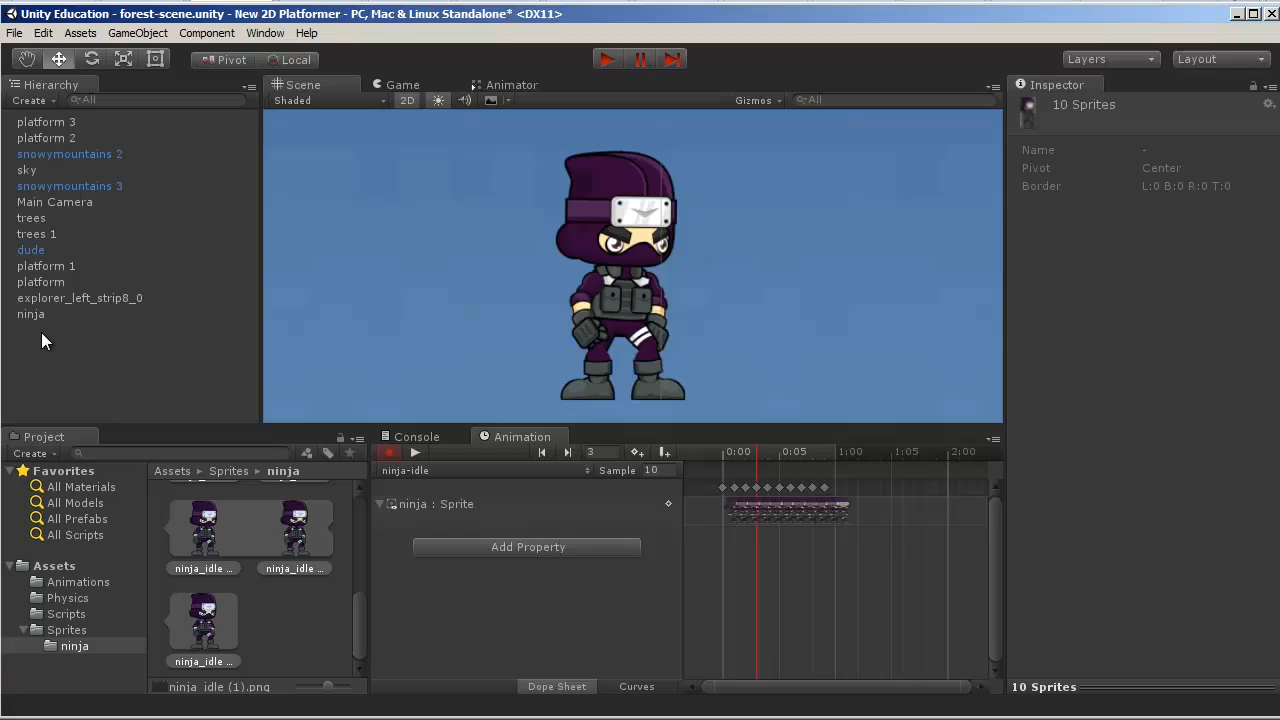 Unity Education - forest-scene.unity - New 2D Platformer - PC, Mac & Linux Standalone* <DX11>
File Edit Assets GameObject Component Window Help
Pivot Local Layers Layout
Hierarchy
Create All
platform 3
platform 2
snowymountains 2
sky
snowymountains 3
Main Camera
trees
trees 1
dude
platform 1
platform
explorer_left_strip8_0
ninja
Scene Game Animator
Shaded 2D Gizmos All
Inspector
10 Sprites
Name -
Pivot Center
Border L:0 B:0 R:0 T:0
Project
Create
Favorites
All Materials
All Models
All Prefabs
All Scripts
Assets
Animations
Physics
Scripts
Sprites
ninja
Assets Sprites ninja
ninja_idle ... ninja_idle ...
ninja_idle ...
ninja_idle (1).png
Console Animation
3 0:00 0:05 1:00 1:05 2:00
ninja-idle Sample 10
ninja : Sprite
Add Property
Dope Sheet Curves
10 Sprites